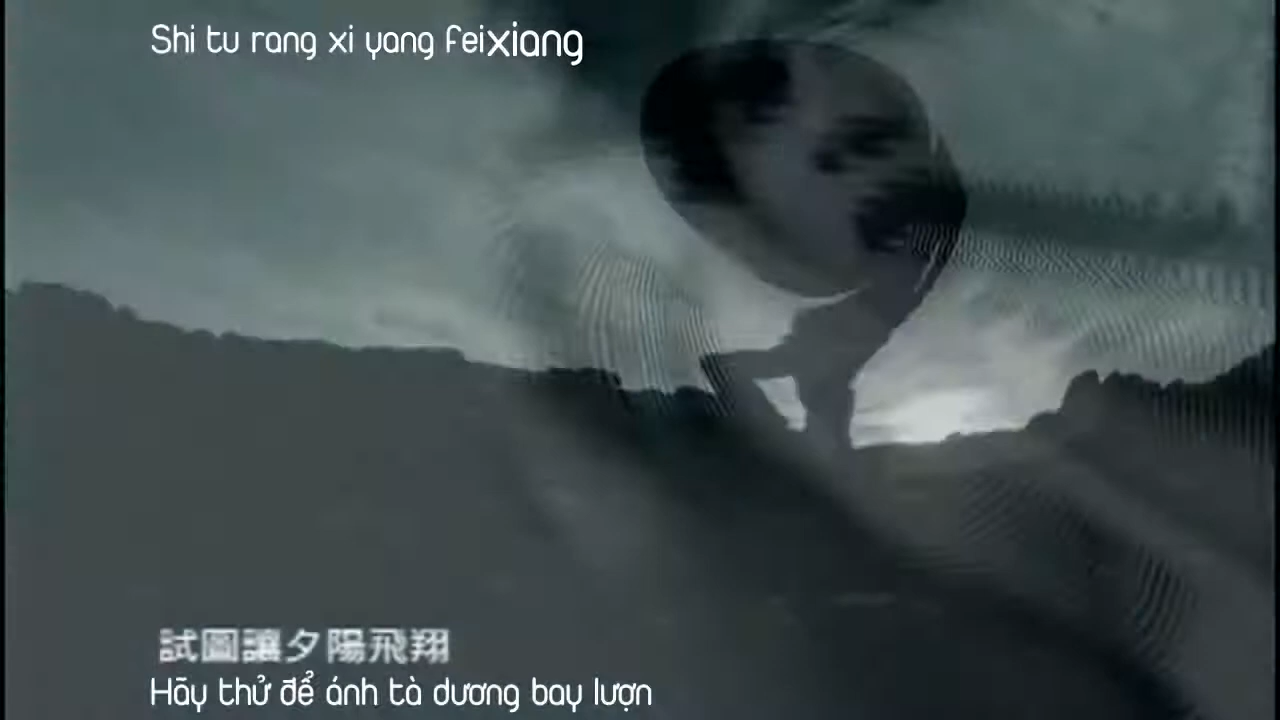 Shi tu rang xi yang feixiang
試圖讓夕陽飛翔
Hãy thử để ánh tà dương bay lượn